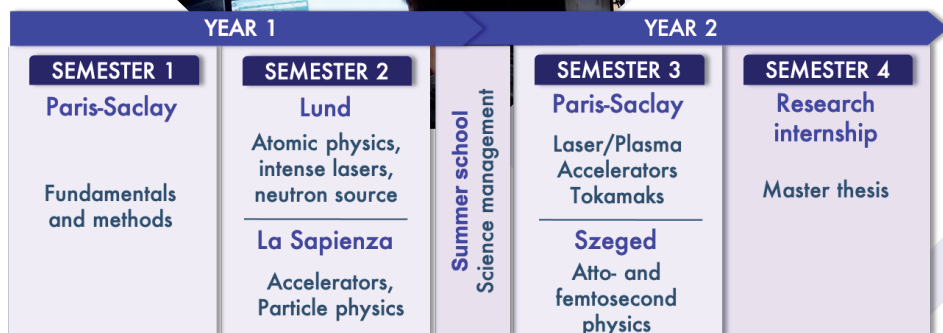 YEAR 1
YEAR 2
SEMESTER 1
Paris-Saclay
Fundamentals
and methods
SEMESTER 2
Lund
Atomic physics,
intense lasers,
neutron source
La Sapienza
Accelerators,
Particle physics
Summer school
Science management
SEMESTER 3
Paris-Saclay
Laser/Plasma
Accelerators
Tokamaks
Szeged
Atto- and
femtosecond
physics
SEMESTER 4
Research
internship
Master thesis